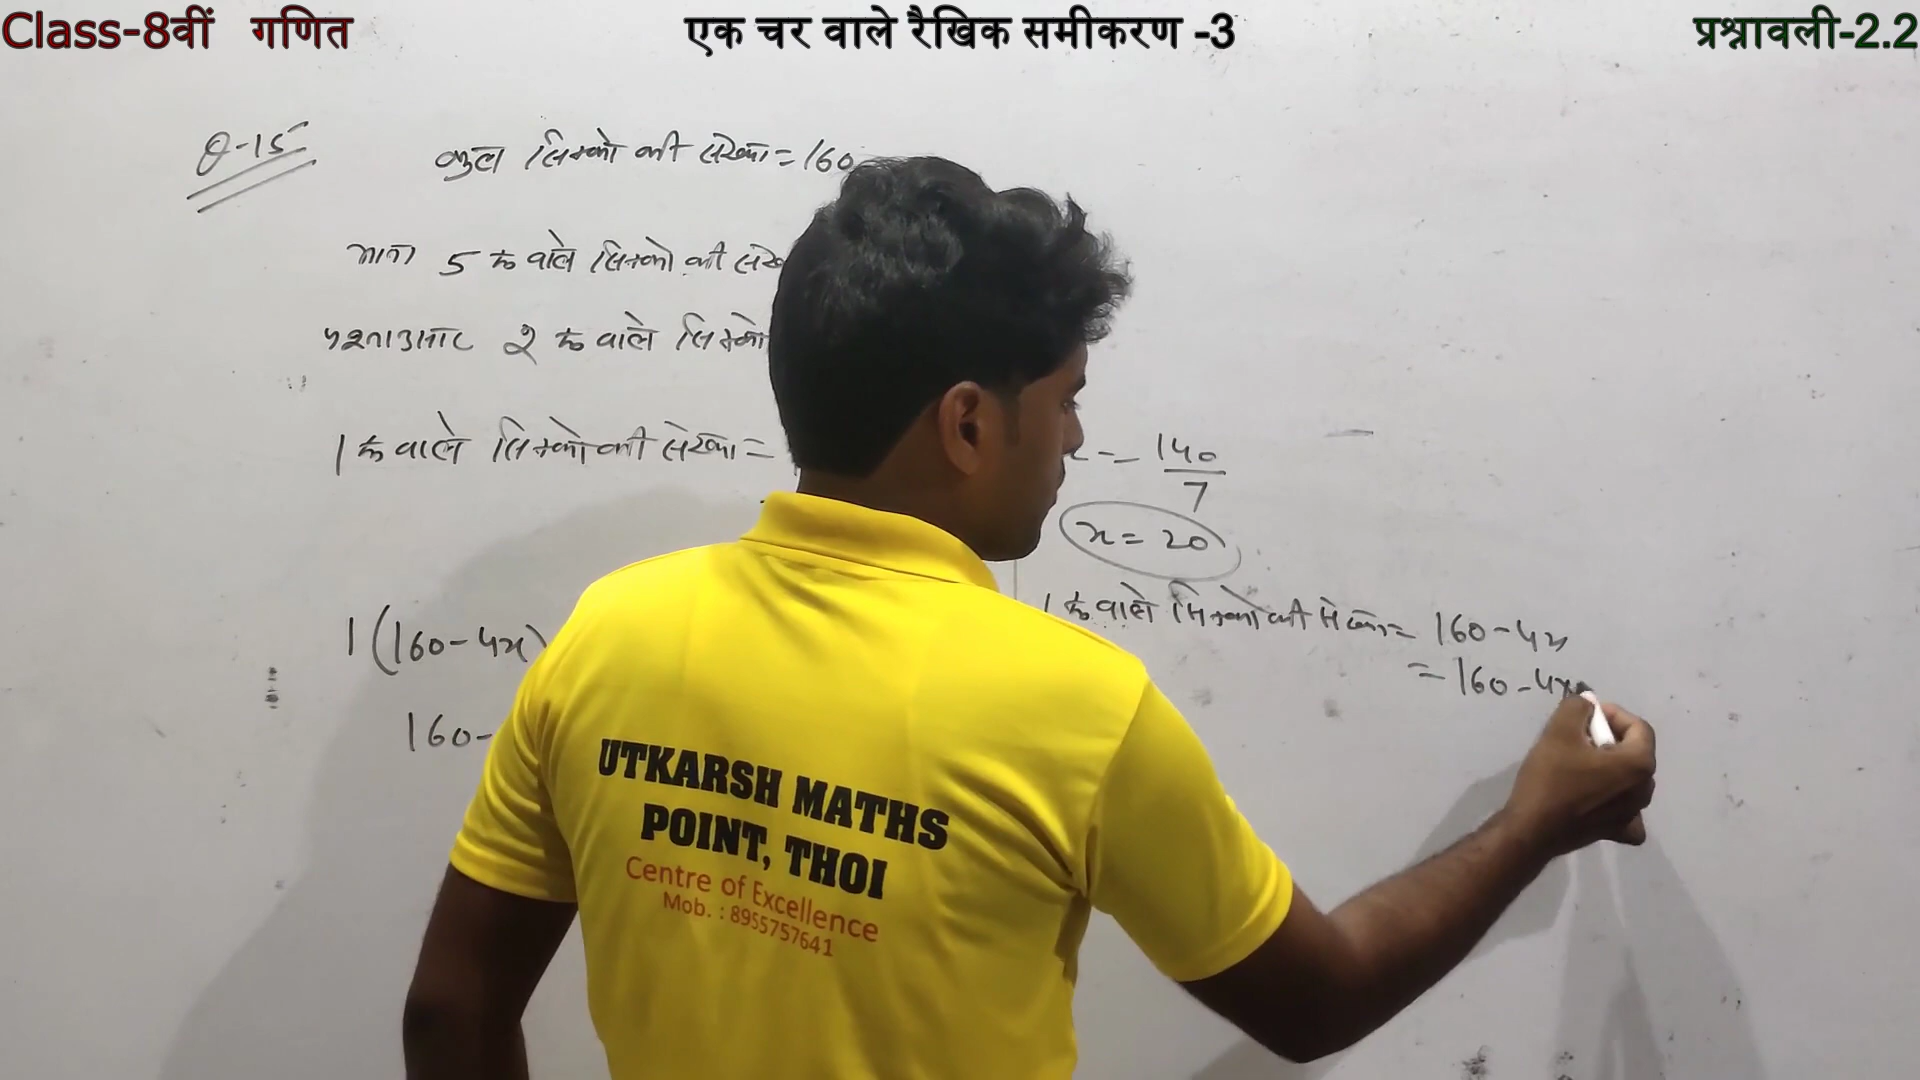 Class-8वीं गणित
एक चर वाले रैखिक समीकरण -3
प्रश्नावली-2.2
Q-15
कुल सिक्को की संख्या = 160
माना 5 रु वाले सिक्को की संख्
प्रश्नानुसार 2 रु वाले सिक्को
1 रु वाले सिक्को की संख्या =
1(160-4x)
160-
x = 140/7
x = 20
1 रु वाले सिक्को की संख्या = 160-4x
= 160-4x
UTKARSH MATHS
POINT, THOI
Centre of Excellence
Mob. : 8955757641